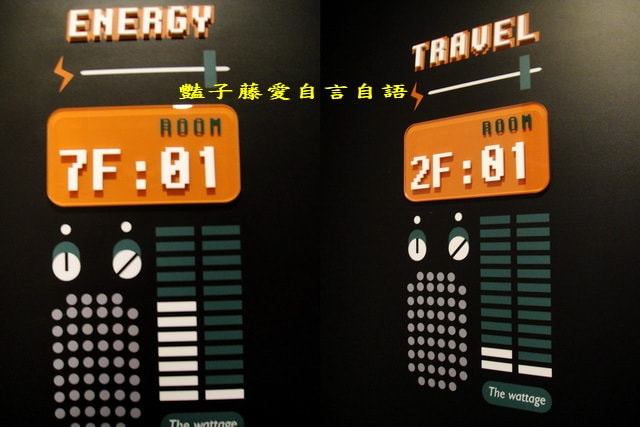 ENERGY
ROOM
7F:01
The wattage
TRAVEL
ROOM
2F:01
The wattage
豔子藤愛自言自語